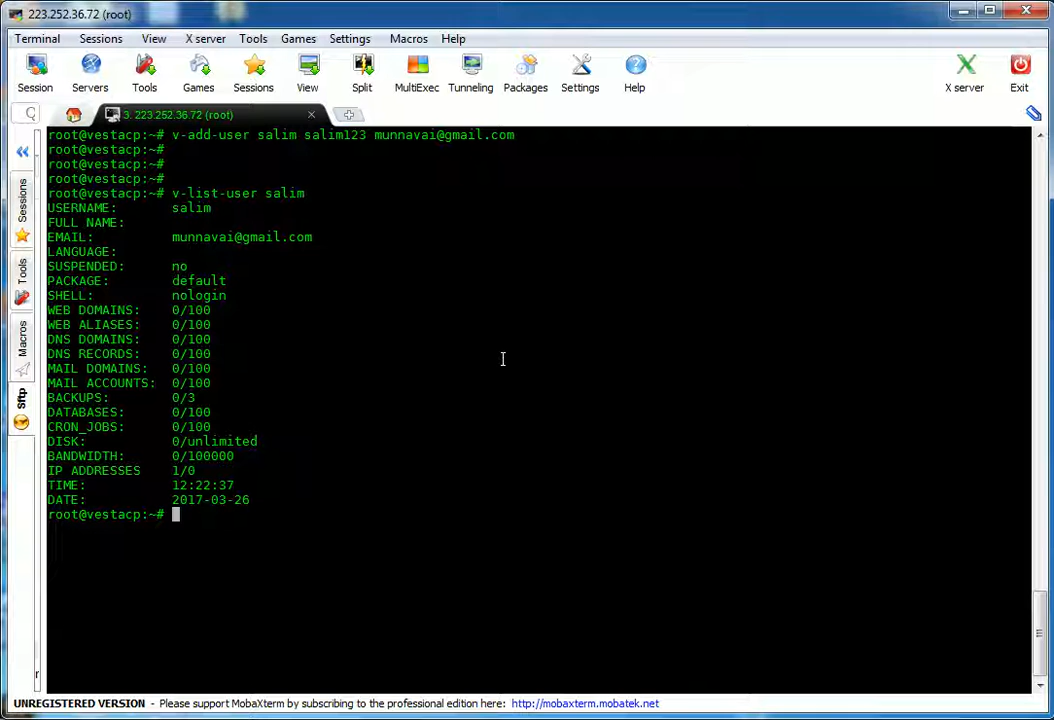 223.252.36.72 (root)
Terminal Sessions View X server Tools Games Settings Macros Help
Session Servers Tools Games Sessions View Split MultiExec Tunneling Packages Settings Help X server Exit
3. 223.252.36.72 (root)
Sessions
Tools
Macros
Sftp
root@vestacp:~# v-add-user salim salim123 munnavai@gmail.com
root@vestacp:~#
root@vestacp:~#
root@vestacp:~#
root@vestacp:~# v-list-user salim
USERNAME: salim
FULL NAME:
EMAIL: munnavai@gmail.com
LANGUAGE:
SUSPENDED: no
PACKAGE: default
SHELL: nologin
WEB DOMAINS: 0/100
WEB ALIASES: 0/100
DNS DOMAINS: 0/100
DNS RECORDS: 0/100
MAIL DOMAINS: 0/100
MAIL ACCOUNTS: 0/100
BACKUPS: 0/3
DATABASES: 0/100
CRON_JOBS: 0/100
DISK: 0/unlimited
BANDWIDTH: 0/100000
IP ADDRESSES 1/0
TIME: 12:22:37
DATE: 2017-03-26
root@vestacp:~#
UNREGISTERED VERSION - Please support MobaXterm by subscribing to the professional edition here: http://mobaxterm.mobatek.net